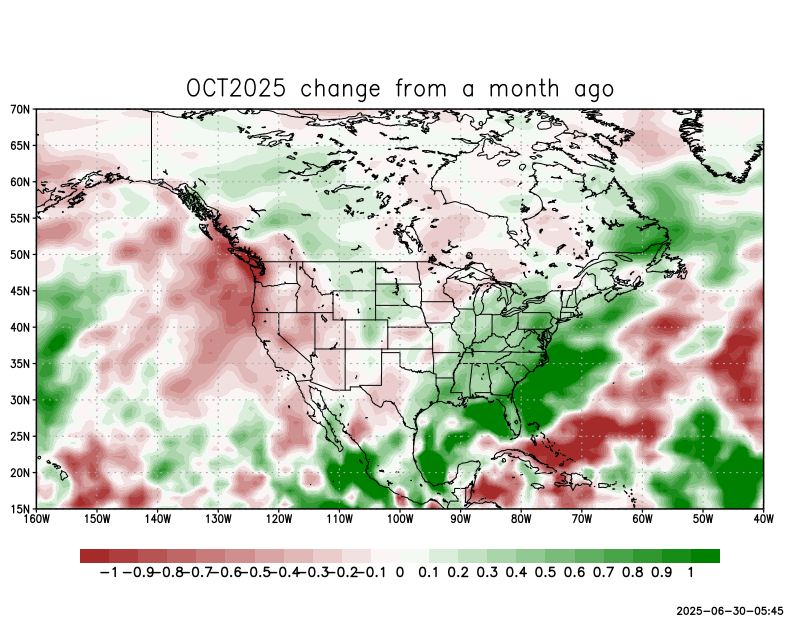 OCT2025 change from a month ago
70N
65N
60N
55N
50N
45N
40N
35N
30N
25N
20N
15N
160W 150W 140W 130W 120W 110W 100W 90W 80W 70W 60W 50W 40W
-1 -0.9 -0.8 -0.7 -0.6 -0.5 -0.4 -0.3 -0.2 -0.1 0 0.1 0.2 0.3 0.4 0.5 0.6 0.7 0.8 0.9 1
2025-06-30-05:45